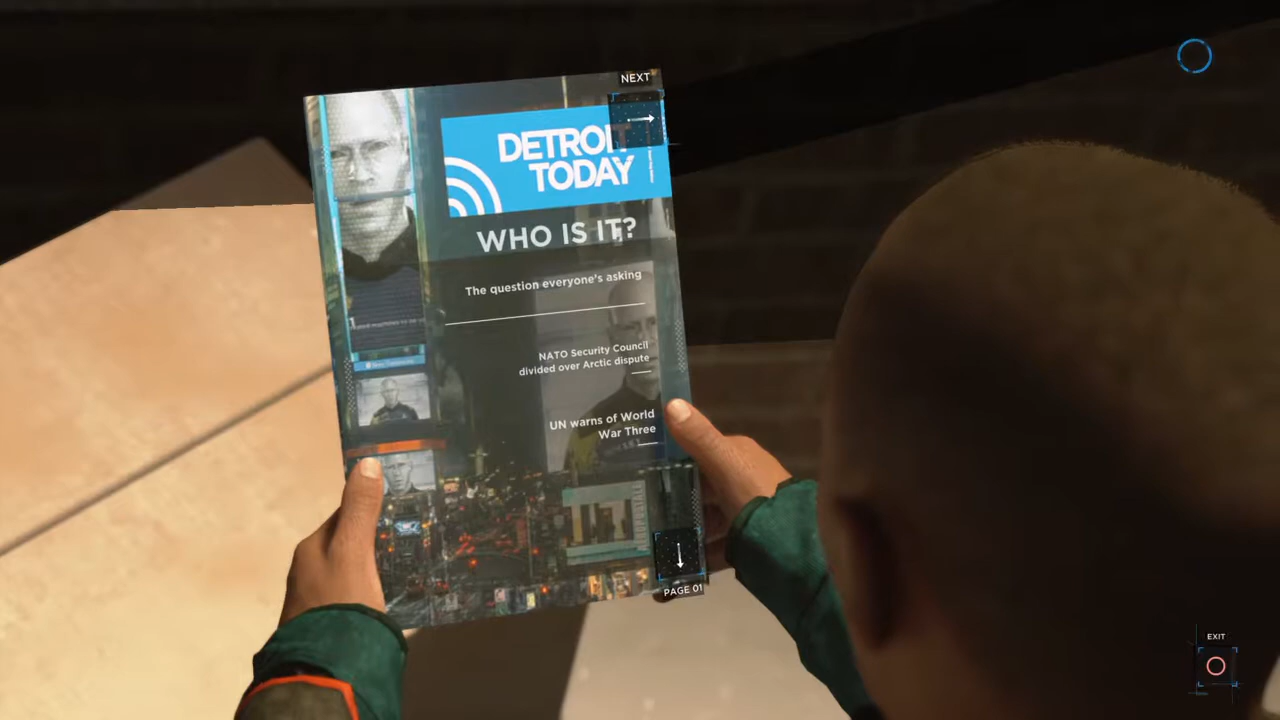 NEXT
DETROIT
TODAY
WHO IS IT?
The question everyone's asking
NATO Security Council
divided over Arctic dispute
UN warns of World
War Three
PAGE 01
EXIT